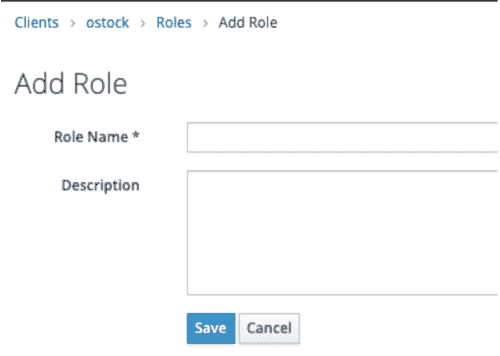 Clients > ostock > Roles > Add Role
Add Role
Role Name *
Description
Save Cancel